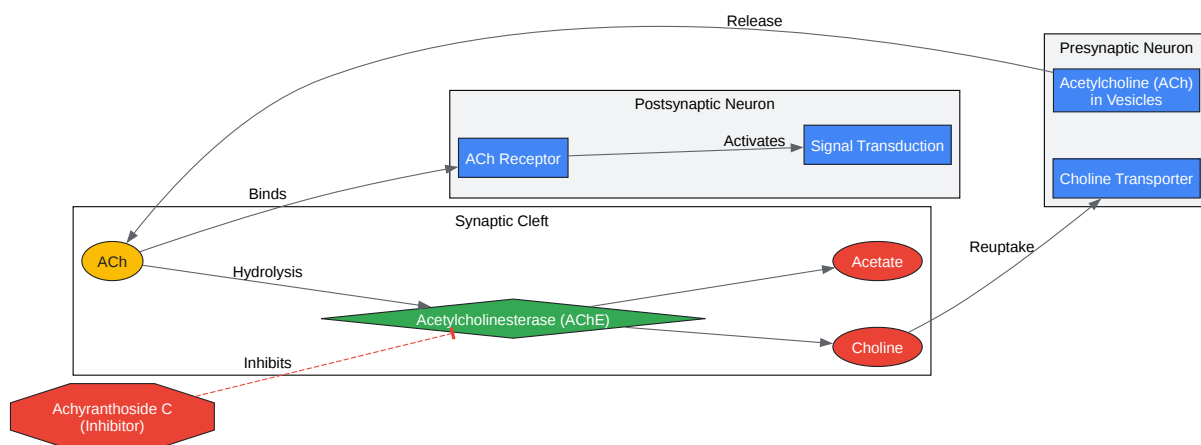 Release
Presynaptic Neuron
Acetylcholine (ACh)
in Vesicles
Choline Transporter
Postsynaptic Neuron
ACh Receptor
Activates
Signal Transduction
Binds
Synaptic Cleft
ACh
Hydrolysis
Acetylcholinesterase (AChE)
Acetate
Choline
Reuptake
Inhibits
Achyranthoside C
(Inhibitor)